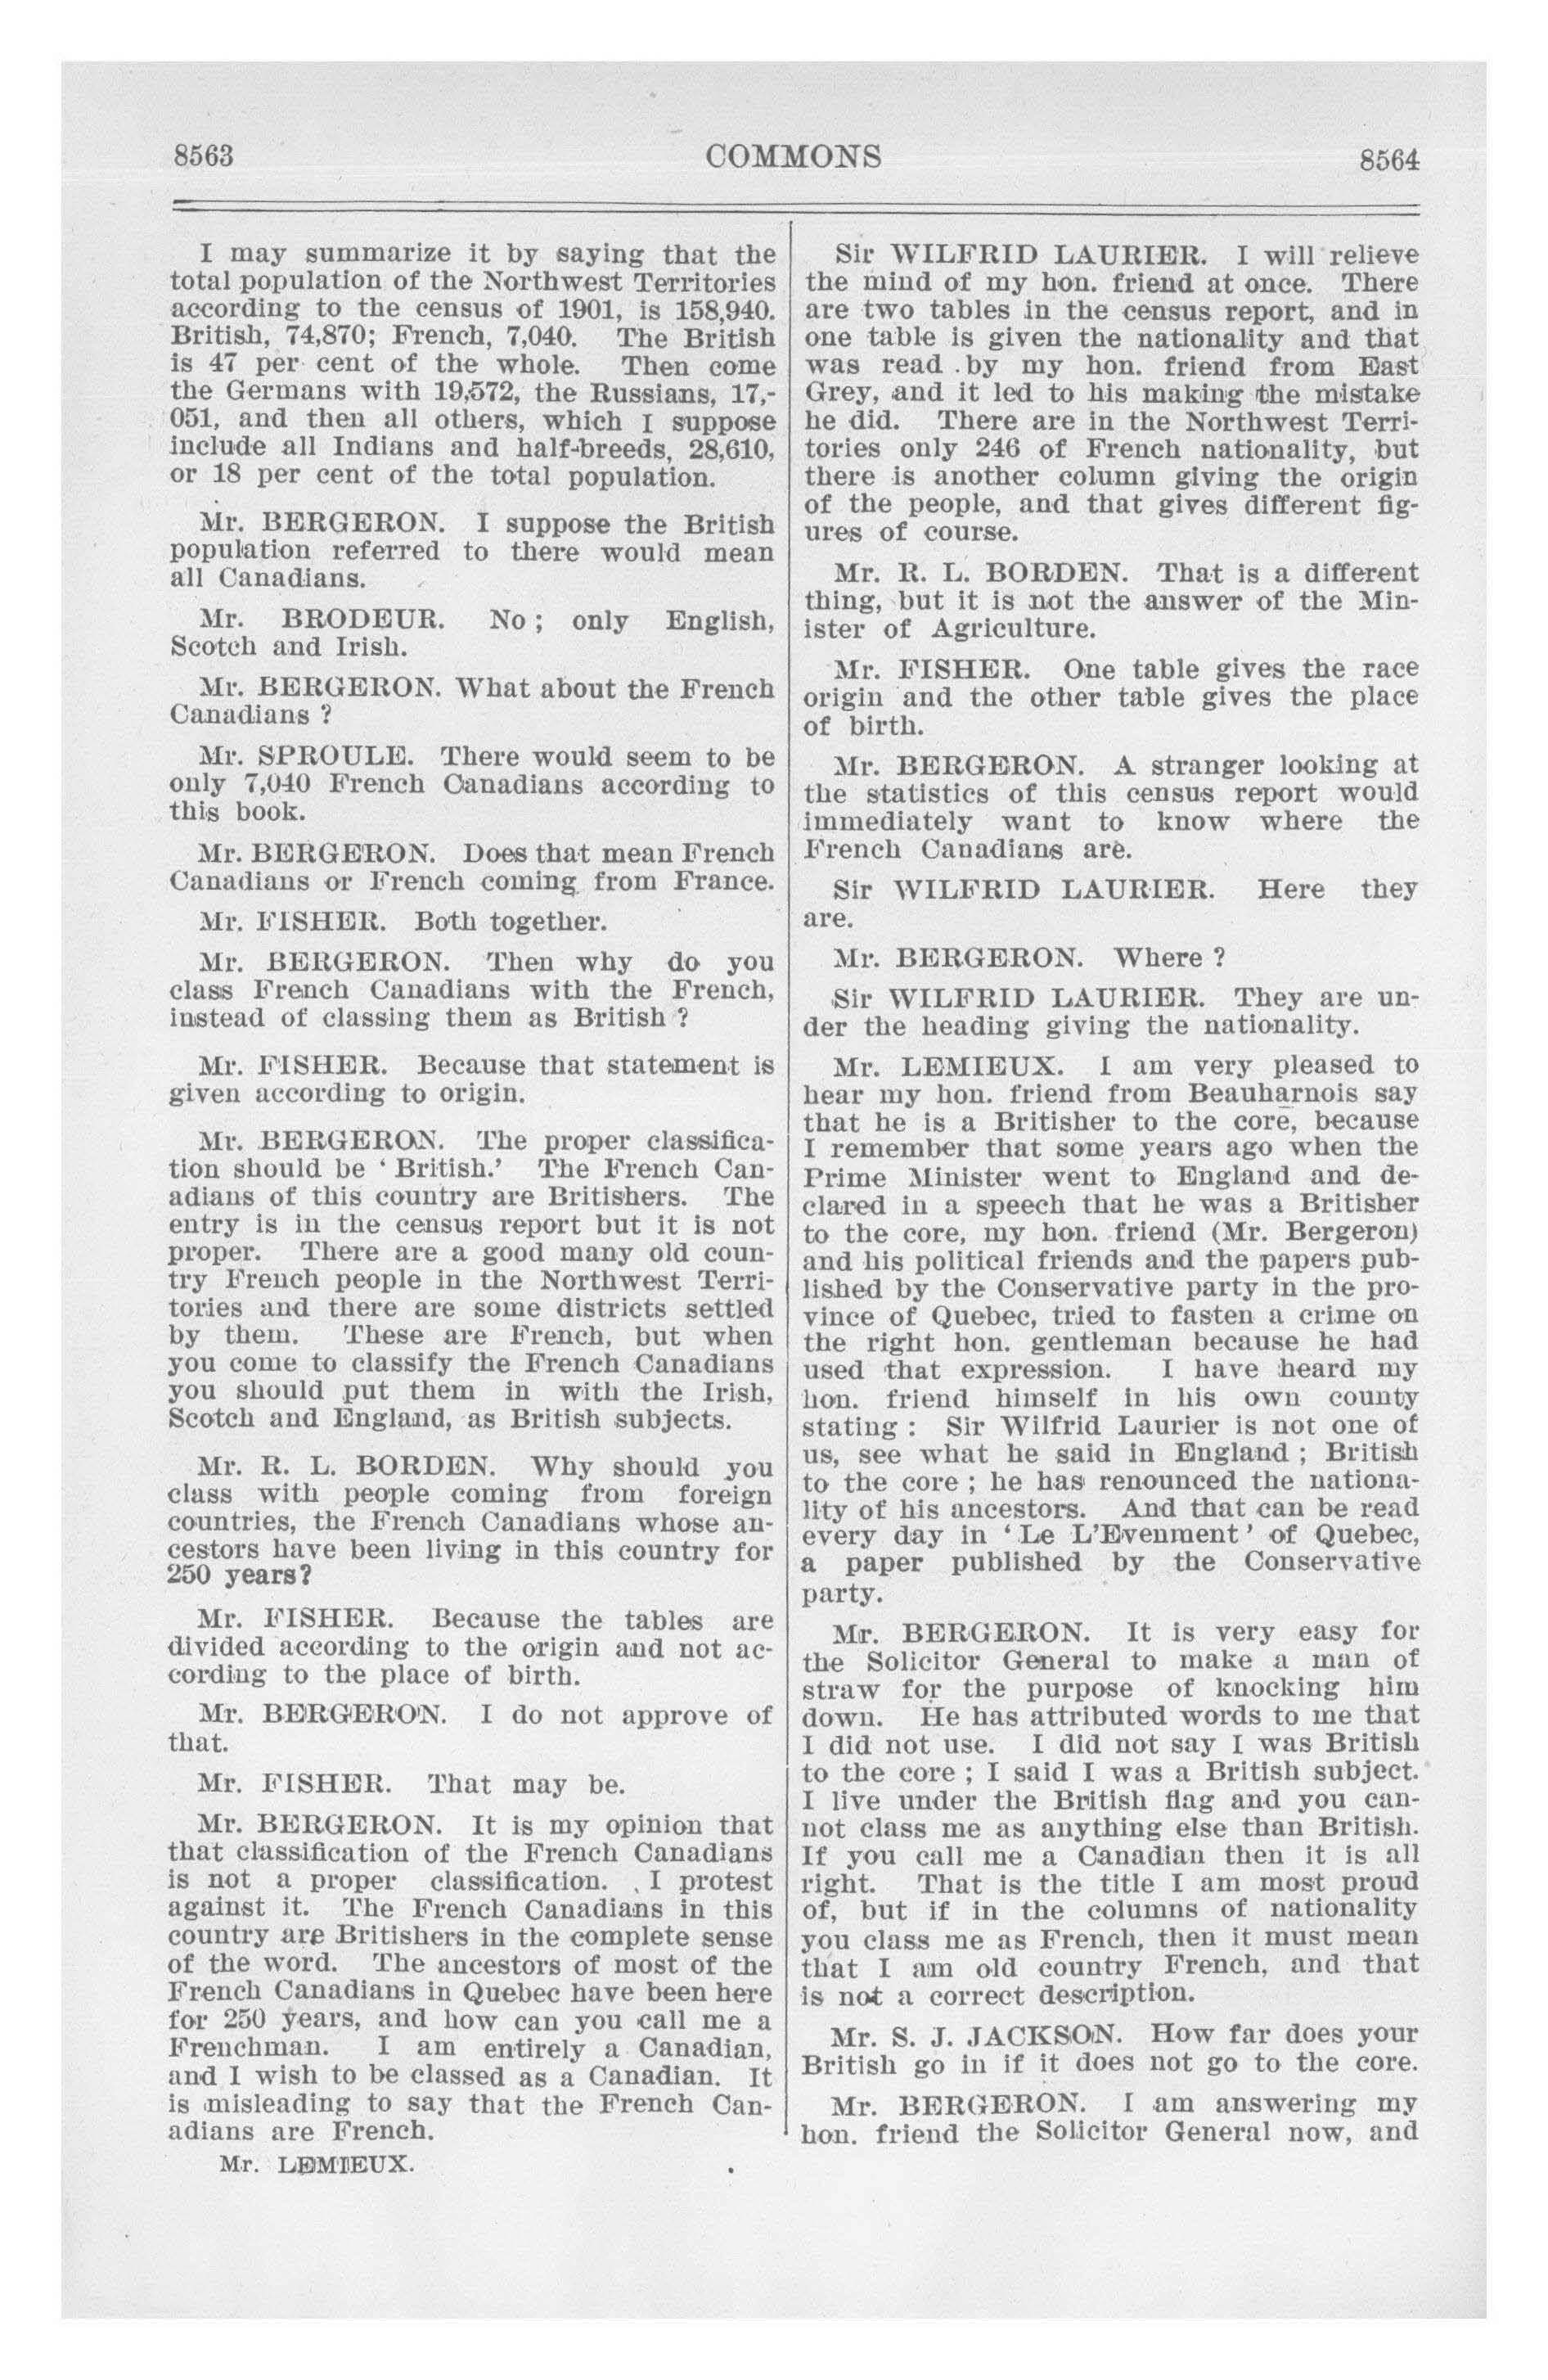 8563 COMMONS 8564
I may summarize it by saying that the
total population of the Northwest Territories
according to the census of 1901, is 158,940.
British, 74,870; French, 7,040. The British
is 47 per cent of the whole. Then come
the Germans with 19,572, the Russians, 17,-
051, and then all others, which I suppose
include all Indians and half-breeds, 28,610,
or 18 per cent of the total population.
Mr. BERGERON. I suppose the British
population referred to there would mean
all Canadians.
Mr. BRODEUR. No ; only English,
Scotch and Irish.
Mr. BERGERON. What about the French
Canadians ?
Mr. SPROULE. There would seem to be
only 7,040 French Canadians according to
this book.
Mr. BERGERON. Does that mean French
Canadians or French coming from France.
Mr. FISHER. Both together.
Mr. BERGERON. Then why do you
class French Canadians with the French,
instead of classing them as British ?
Mr. FISHER. Because that statement is
given according to origin.
Mr. BERGERON. The proper classifica-
tion should be ‘ British.’ The French Can-
adians of this country are Britishers. The
entry is in the census report but it is not
proper. There are a good many old coun-
try French people in the Northwest Terri-
tories and there are some districts settled
by them. These are French, but when
you come to classify the French Canadians
you should put them in with the Irish,
Scotch and England, as British subjects.
Mr. R. L. BORDEN. Why should you
class with people coming from foreign
countries, the French Canadians whose an-
cestors have been living in this country for
250 years?
Mr. FISHER. Because the tables are
divided according to the origin and not ac-
cording to the place of birth.
Mr. BERGERON. I do not approve of
that.
Mr. FISHER. That may be.
Mr. BERGERON. It is my opinion that
that classification of the French Canadians
is not a proper classification. I protest
against it. The French Canadians in this
country are Britishers in the complete sense
of the word. The ancestors of most of the
French Canadians in Quebec have been here
for 250 years, and how can you call me a
Frenchman. I am entirely a Canadian,
and I wish to be classed as a Canadian. It
is misleading to say that the French Can-
adians are French.
Mr. LEMIEUX.
Sir WILFRID LAURIER. I will relieve
the mind of my hon. friend at once. There
are two tables in the census report, and in
one table is given the nationality and that
was read by my hon. friend from East
Grey, and it led to his making the mistake
he did. There are in the Northwest Terri-
tories only 246 of French nationality, but
there is another column giving the origin
of the people, and that gives different fig-
ures of course.
Mr. R. L. BORDEN. That is a different
thing, but it is not the answer of the Min-
ister of Agriculture.
Mr. FISHER. One table gives the race
origin and the other table gives the place
of birth.
Mr. BERGERON. A stranger looking at
the statistics of this census report would
immediately want to know where the
French Canadians are.
Sir WILFRID LAURIER. Here they
are.
Mr. BERGERON. Where ?
Sir WILFRID LAURIER. They are un-
der the heading giving the nationality.
Mr. LEMIEUX. I am very pleased to
hear my hon. friend from Beauharnois say
that he is a Britisher to the core, because
I remember that some years ago when the
Prime Minister went to England and de-
clared in a speech that he was a Britisher
to the core, my hon. friend (Mr. Bergeron)
and his political friends and the papers pub-
lished by the Conservative party in the pro-
vince of Quebec, tried to fasten a crime on
the right hon. gentleman because he had
used that expression. I have heard my
hon. friend himself in his own county
stating : Sir Wilfrid Laurier is not one of
us, see what he said in England ; British
to the core ; he has renounced the nationa-
lity of his ancestors. And that can be read
every day in ‘ Le L'Evenment ’ of Quebec,
a paper published by the Conservative
party.
Mr. BERGERON. It is very easy for
the Solicitor General to make a man of
straw for the purpose of knocking him
down. He has attributed words to me that
I did not use. I did not say I was British
to the core ; I said I was a British subject.
I live under the British flag and you can-
not class me as anything else than British.
If you call me a Canadian then it is all
right. That is the title I am most proud
of, but if in the columns of nationality
you class me as French, then it must mean
that I am old country French, and that
is not a correct description.
Mr. S. J. JACKSON. How far does your
British go in if it does not go to the core.
Mr. BERGERON. I am answering my
hon. friend the Solicitor General now, and